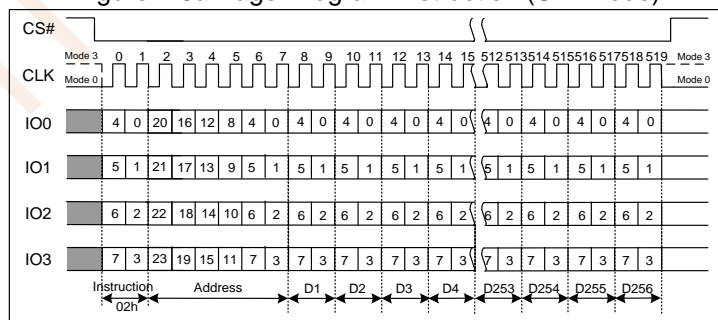 CS#
Mode 3 0 1 2 3 4 5 6 7 8 9 10 11 12 13 14 15 512 513 514 515 516 517 518 519 Mode 3
CLK
Mode 0 Mode 0
IO0 4 0 20 16 12 8 4 0 4 0 4 0 4 0 4 0 4 0 4 0 4 0 4 0
IO1 5 1 21 17 13 9 5 1 5 1 5 1 5 1 5 1 5 1 5 1 5 1 5 1
IO2 6 2 22 18 14 10 6 2 6 2 6 2 6 2 6 2 6 2 6 2 6 2 6 2
IO3 7 3 23 19 15 11 7 3 7 3 7 3 7 3 7 3 7 3 7 3 7 3 7 3
Instruction Address D1 D2 D3 D4 D253 D254 D255 D256
02h